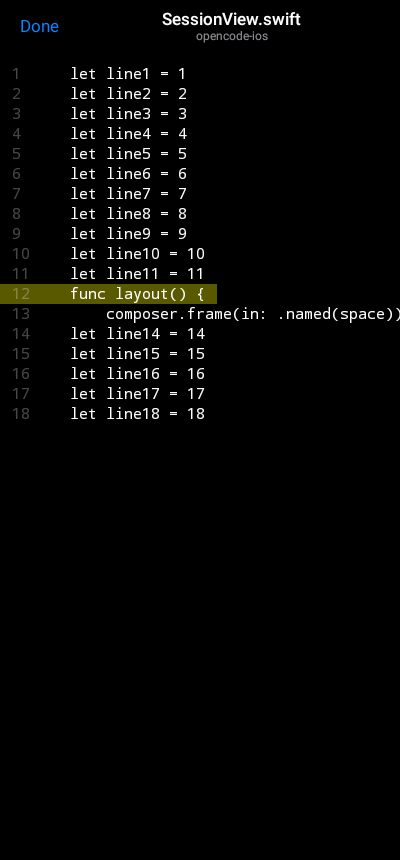 Done
SessionView.swift
opencode-ios
1 let line1 = 1
2 let line2 = 2
3 let line3 = 3
4 let line4 = 4
5 let line5 = 5
6 let line6 = 6
7 let line7 = 7
8 let line8 = 8
9 let line9 = 9
10 let line10 = 10
11 let line11 = 11
12 func layout() {
13     composer.frame(in: .named(space))
14 let line14 = 14
15 let line15 = 15
16 let line16 = 16
17 let line17 = 17
18 let line18 = 18